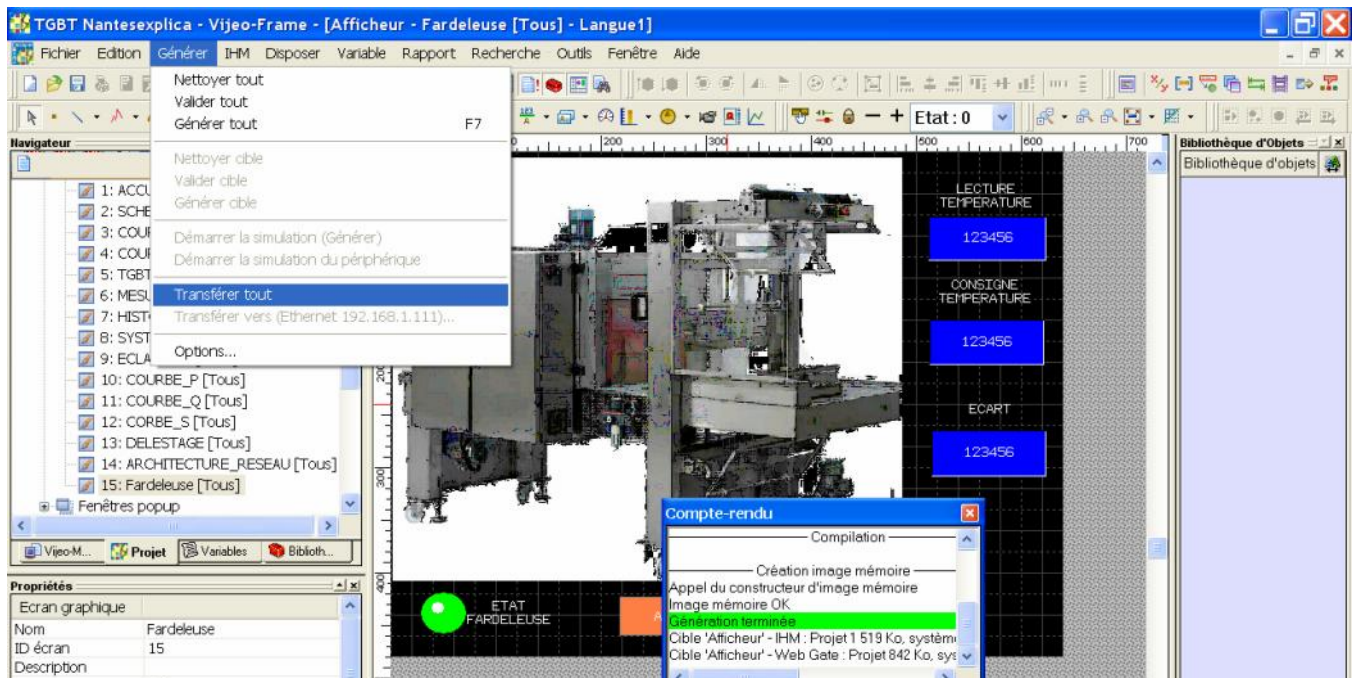 TGBT Nantesexplica - Vijeo-Frame - [Afficheur - Fardeleuse [Tous] - Langue1]
Fichier Edition Générer IHM Disposer Variable Rapport Recherche Outils Fenêtre Aide
Nettoyer tout
Valider tout
Générer tout F7
Nettoyer cible
Valider cible
Générer cible
Démarrer la simulation (Générer)
Démarrer la simulation du périphérique
Transférer tout
Transférer vers (Ethernet 192.168.1.111)...
Options...
Etat : 0
Navigateur
1: ACCU
2: SCHE
3: COUR
4: COUR
5: TGBT
6: MESU
7: HIST
8: SYST
9: ECLA
10: COURBE_P [Tous]
11: COURBE_Q [Tous]
12: CORBE_S [Tous]
13: DELESTAGE [Tous]
14: ARCHITECTURE_RESEAU [Tous]
15: Fardeleuse [Tous]
Fenêtres popup
Vijeo-M... Projet Variables Biblioth...
Propriétés
Ecran graphique
Nom Fardeleuse
ID écran 15
Description
200 300 400 500 600 700
200
300
400
LECTURE
TEMPERATURE
123456
CONSIGNE
TEMPERATURE
123456
ECART
123456
ETAT
FARDELEUSE
A
Compte-rendu
Compilation
Création image mémoire
Appel du constructeur d'image mémoire
Image mémoire OK
Génération terminée
Cible 'Afficheur' - IHM : Projet 1 519 Ko, systèm
Cible 'Afficheur' - Web Gate : Projet 842 Ko, sys
Bibliothèque d'Objets
Bibliothèque d'objets